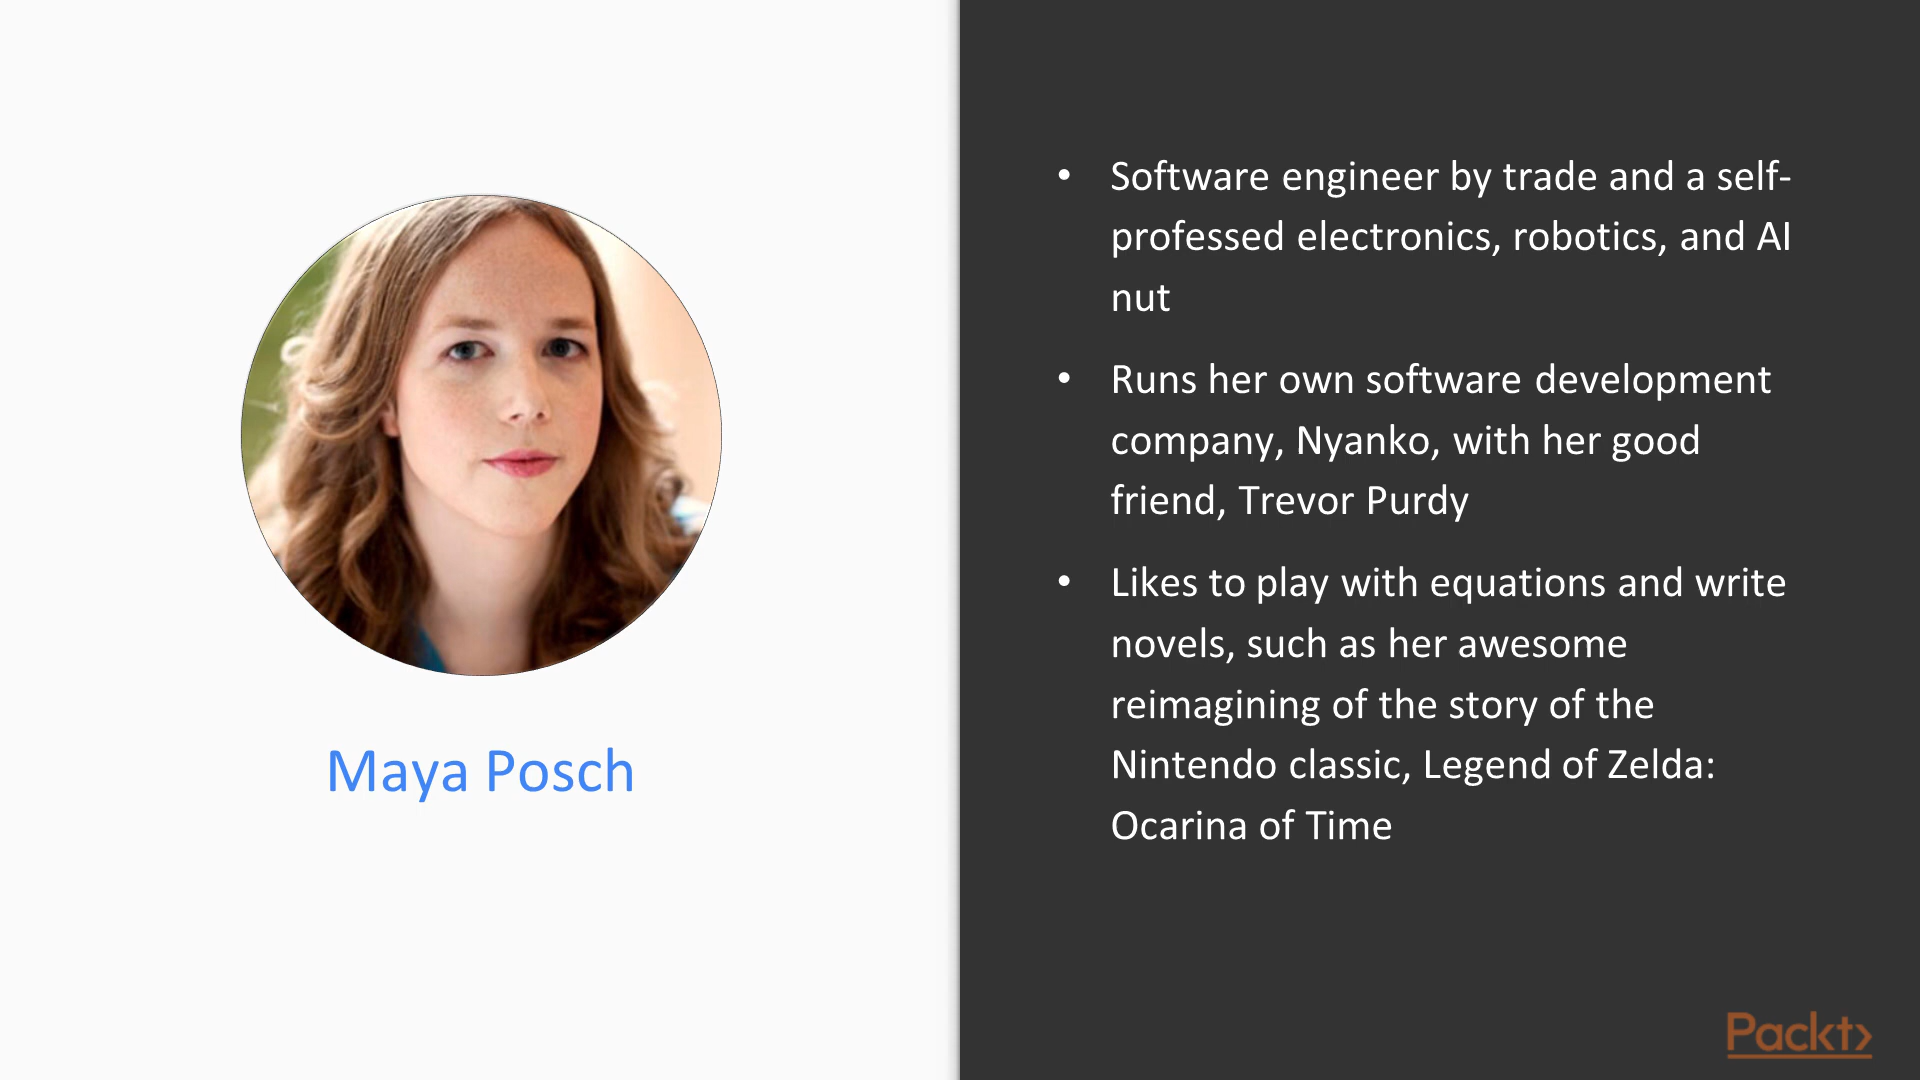 Maya Posch
• Software engineer by trade and a self-
professed electronics, robotics, and AI
nut
• Runs her own software development
company, Nyanko, with her good
friend, Trevor Purdy
• Likes to play with equations and write
novels, such as her awesome
reimagining of the story of the
Nintendo classic, Legend of Zelda:
Ocarina of Time
Packt>